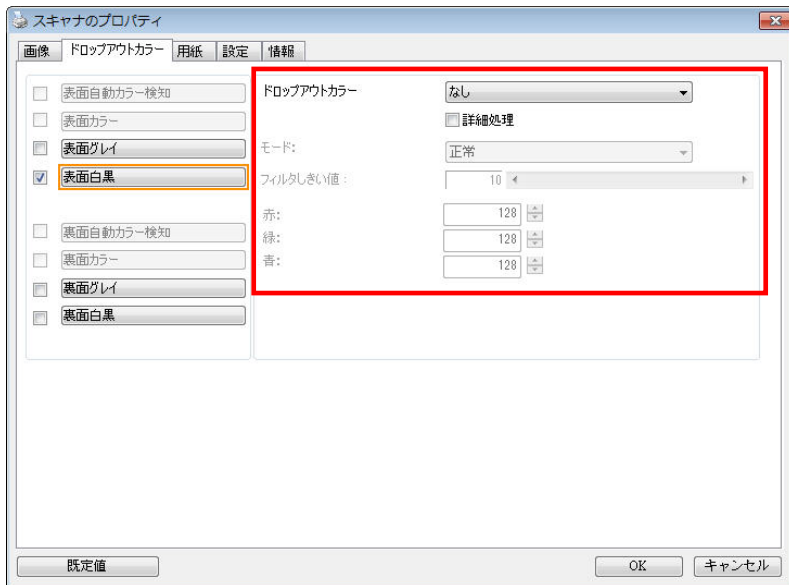 スキャナのプロパティ
画像 ドロップアウトカラー 用紙 設定 情報
表面自動カラー検知
表面カラー
表面グレイ
表面白黒
裏面自動カラー検知
裏面カラー
裏面グレイ
裏面白黒
ドロップアウトカラー なし
詳細処理
モード: 正常
フィルタしきい値: 10
赤: 128
緑: 128
青: 128
既定値 OK キャンセル